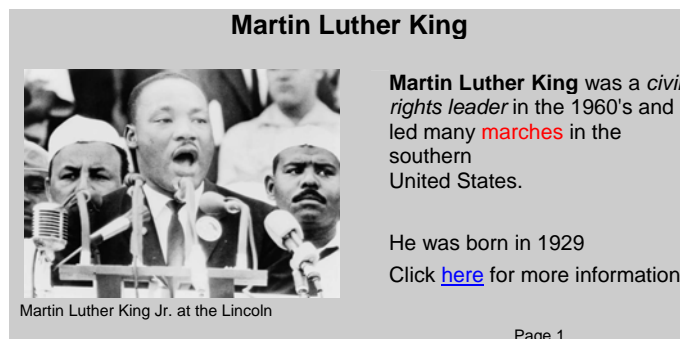 Martin Luther King
Martin Luther King was a civil
rights leader in the 1960's and
led many marches in the
southern
United States.
He was born in 1929
Click here for more information
Martin Luther King Jr. at the Lincoln
Page 1